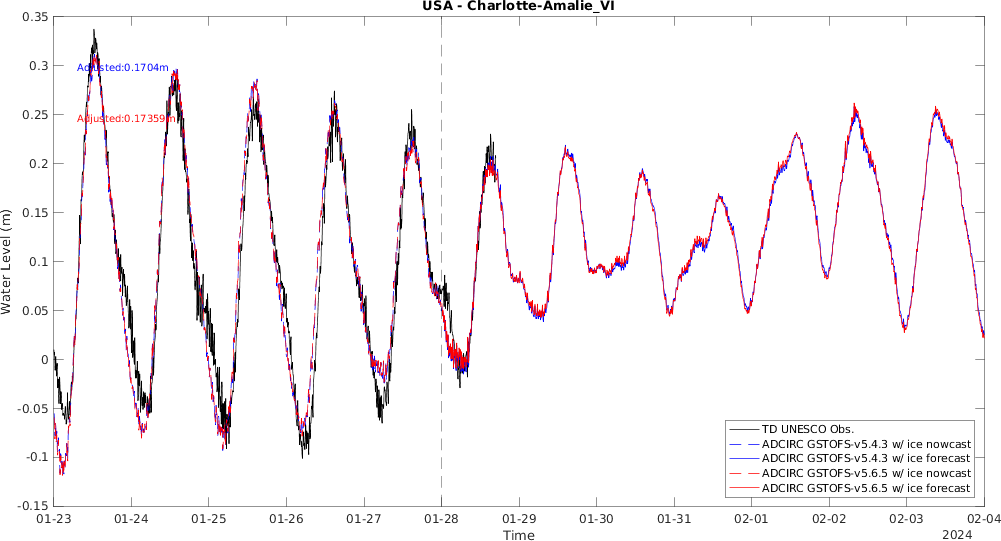 USA - Charlotte-Amalie_VI
0.35
0.3
0.25
0.2
0.15
0.1
0.05
0
-0.05
-0.1
-0.15
Water Level (m)
Adjusted:0.1704m
Adjusted:0.17359m
TD UNESCO Obs.
ADCIRC GSTOFS-v5.4.3 w/ ice nowcast
ADCIRC GSTOFS-v5.4.3 w/ ice forecast
ADCIRC GSTOFS-v5.6.5 w/ ice nowcast
ADCIRC GSTOFS-v5.6.5 w/ ice forecast
01-23 01-24 01-25 01-26 01-27 01-28 01-29 01-30 01-31 02-01 02-02 02-03 02-04
Time
2024